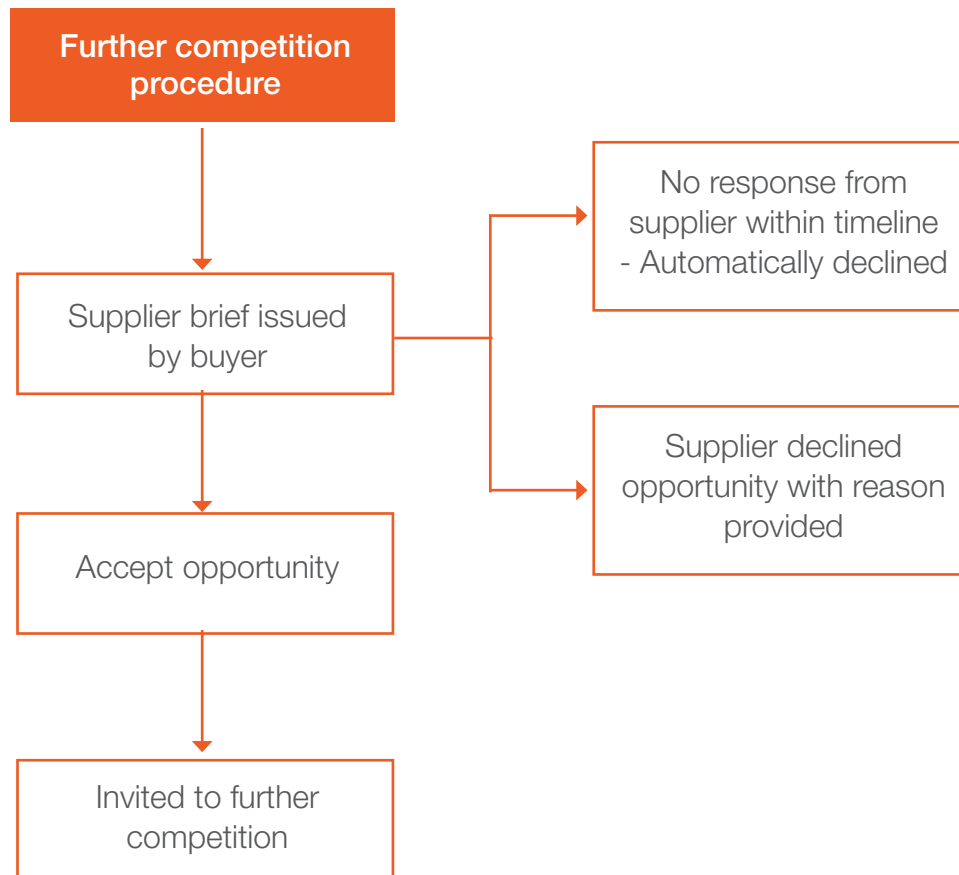 Further competition
procedure
No response from
supplier within timeline
- Automatically declined
Supplier brief issued
by buyer
Supplier declined
opportunity with reason
provided
Accept opportunity
Invited to further
competition